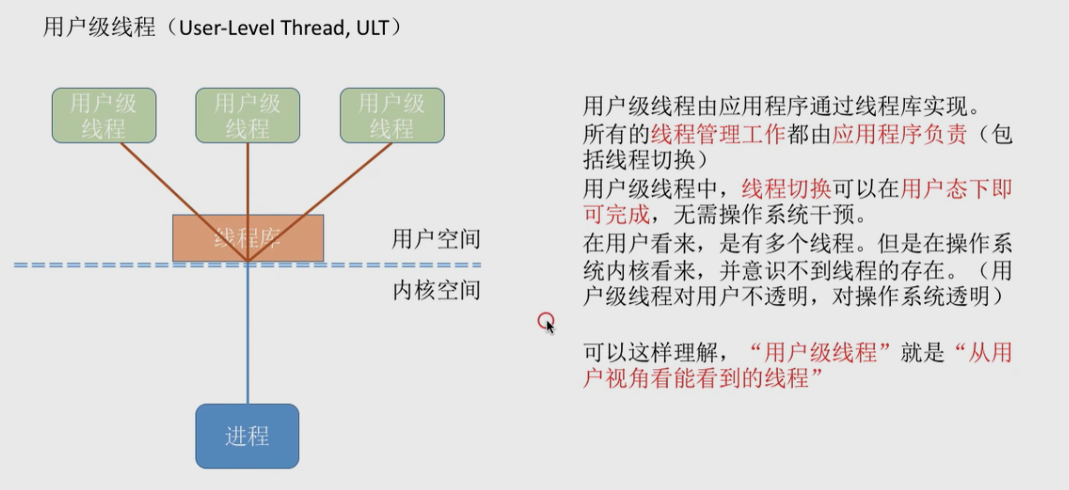 用户级线程（User-Level Thread, ULT）
用户级
线程
用户级
线程
用户级
线程
线程库
用户空间
内核空间
进程
用户级线程由应用程序通过线程库实现。
所有的线程管理工作都由应用程序负责（包
括线程切换）
用户级线程中，线程切换可以在用户态下即
可完成，无需操作系统干预。
在用户看来，是有多个线程。但是在操作系
统内核看来，并意识不到线程的存在。（用
户级线程对用户不透明，对操作系统透明）
可以这样理解，“用户级线程”就是“从用
户视角看能看到的线程”